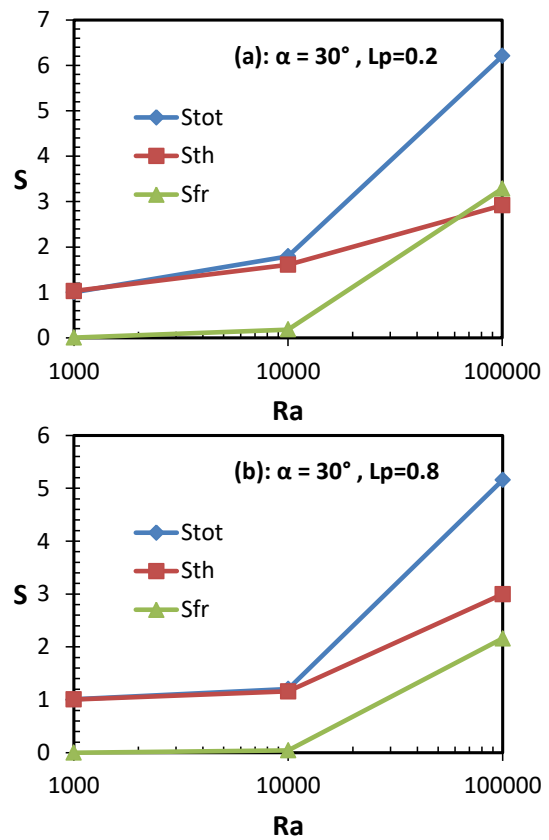 7
(a): α = 30° , Lp=0.2
6
5
Stot
4
Sth
S
3
Sfr
2
1
0
1000 10000 100000
Ra
6
(b): α = 30° , Lp=0.8
5
4
Stot
Sth
S
3
Sfr
2
1
0
1000 10000 100000
Ra